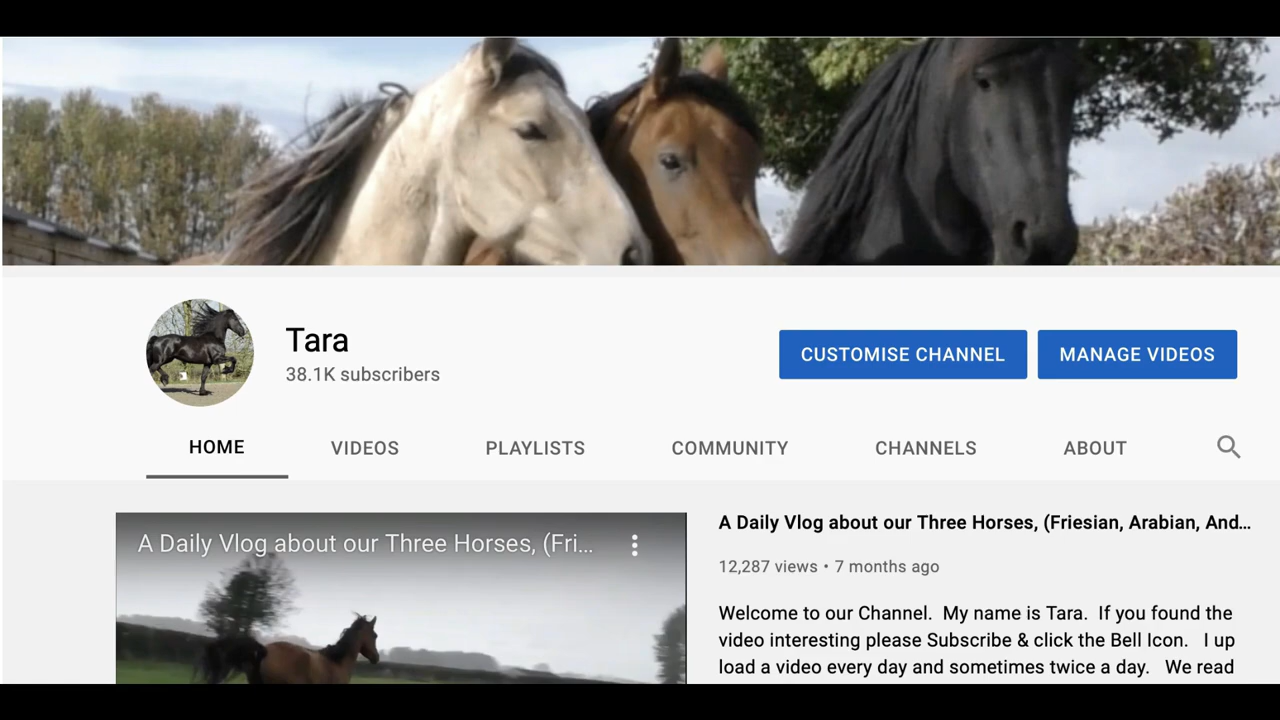 Tara
38.1K subscribers
CUSTOMISE CHANNEL
MANAGE VIDEOS
HOME
VIDEOS
PLAYLISTS
COMMUNITY
CHANNELS
ABOUT
A Daily Vlog about our Three Horses, (Fri...
A Daily Vlog about our Three Horses, (Friesian, Arabian, And...
12,287 views • 7 months ago
Welcome to our Channel.  My name is Tara.  If you found the
video interesting please Subscribe & click the Bell Icon.   I up
load a video every day and sometimes twice a day.   We read